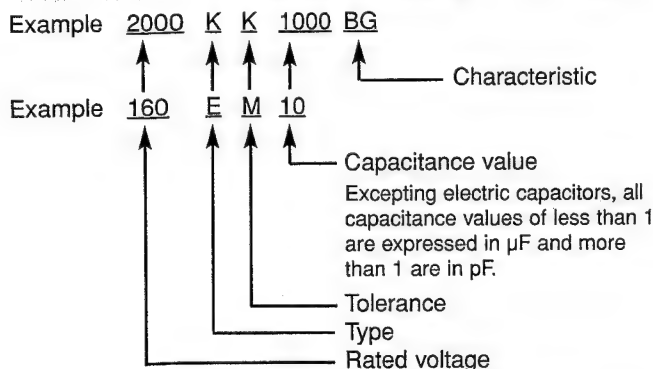 Example 2000 K K 1000 BG
Characteristic
Example 160 E M 10
Capacitance value
Excepting electric capacitors, all
capacitance values of less than 1
are expressed in µF and more
than 1 are in pF.
Tolerance
Type
Rated voltage